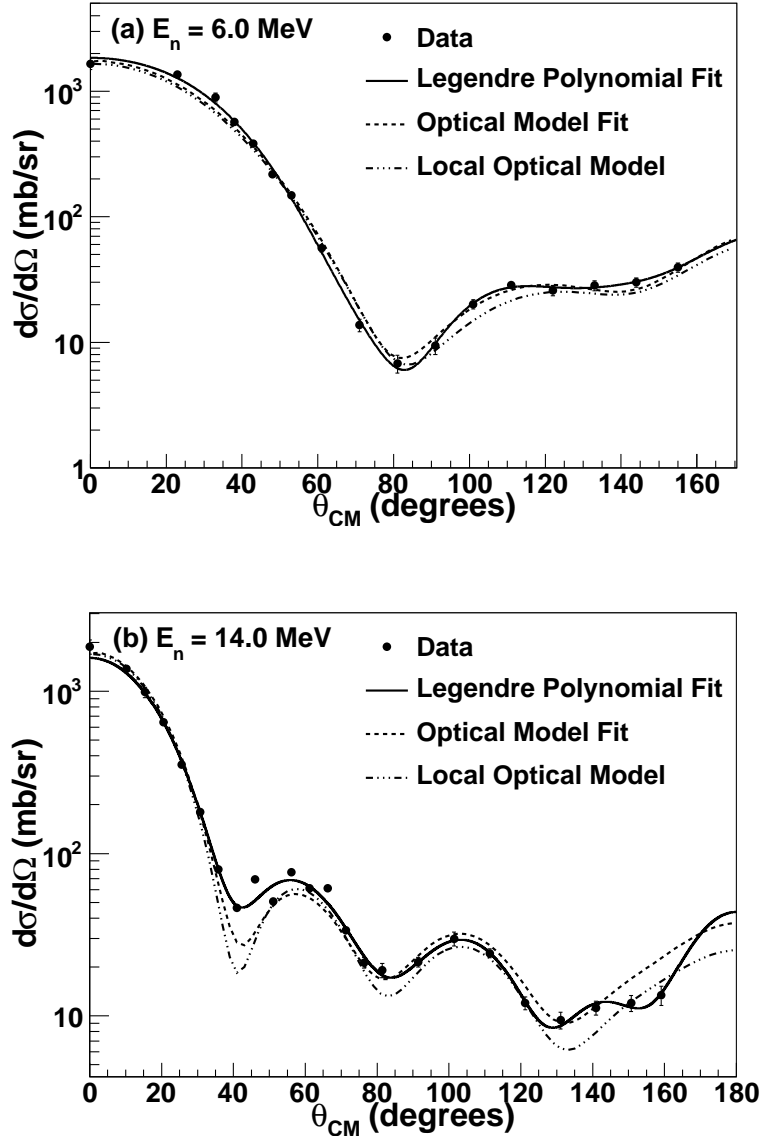 (a) E_n = 6.0 MeV
Data
Legendre Polynomial Fit
Optical Model Fit
Local Optical Model
dσ/dΩ (mb/sr)
10^3
10^2
10
1
0 20 40 60 80 100 120 140 160
θ_CM (degrees)
(b) E_n = 14.0 MeV
Data
Legendre Polynomial Fit
Optical Model Fit
Local Optical Model
dσ/dΩ (mb/sr)
10^3
10^2
10
0 20 40 60 80 100 120 140 160 180
θ_CM (degrees)